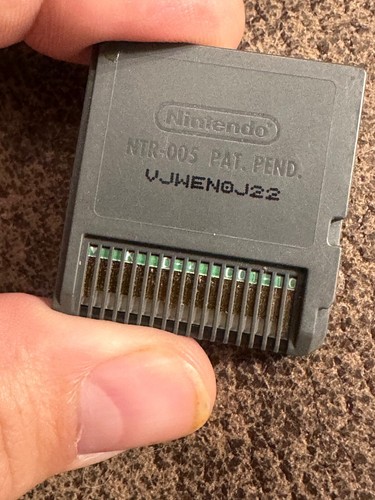 Nintendo®
NTR-005 PAT. PEND.
VJWEN0J22